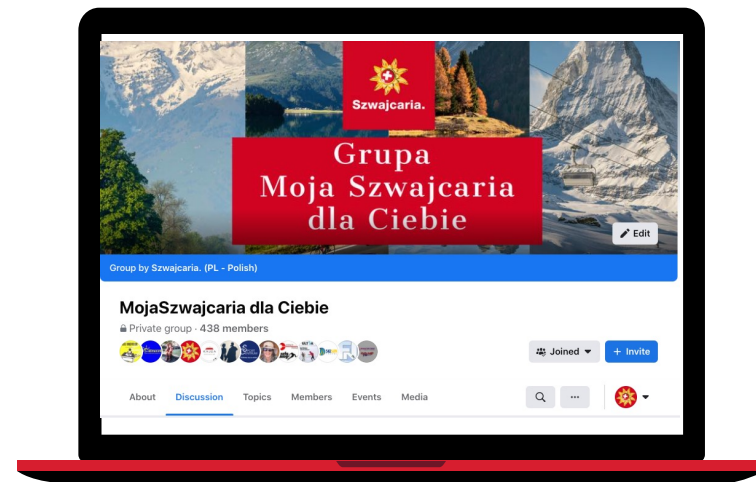 Szwajcaria.
Grupa
Moja Szwajcaria
dla Ciebie
Edit
Group by Szwajcaria. (PL - Polish)
MojaSzwajcaria dla Ciebie
Private group · 438 members
Joined + Invite
About Discussion Topics Members Events Media ...